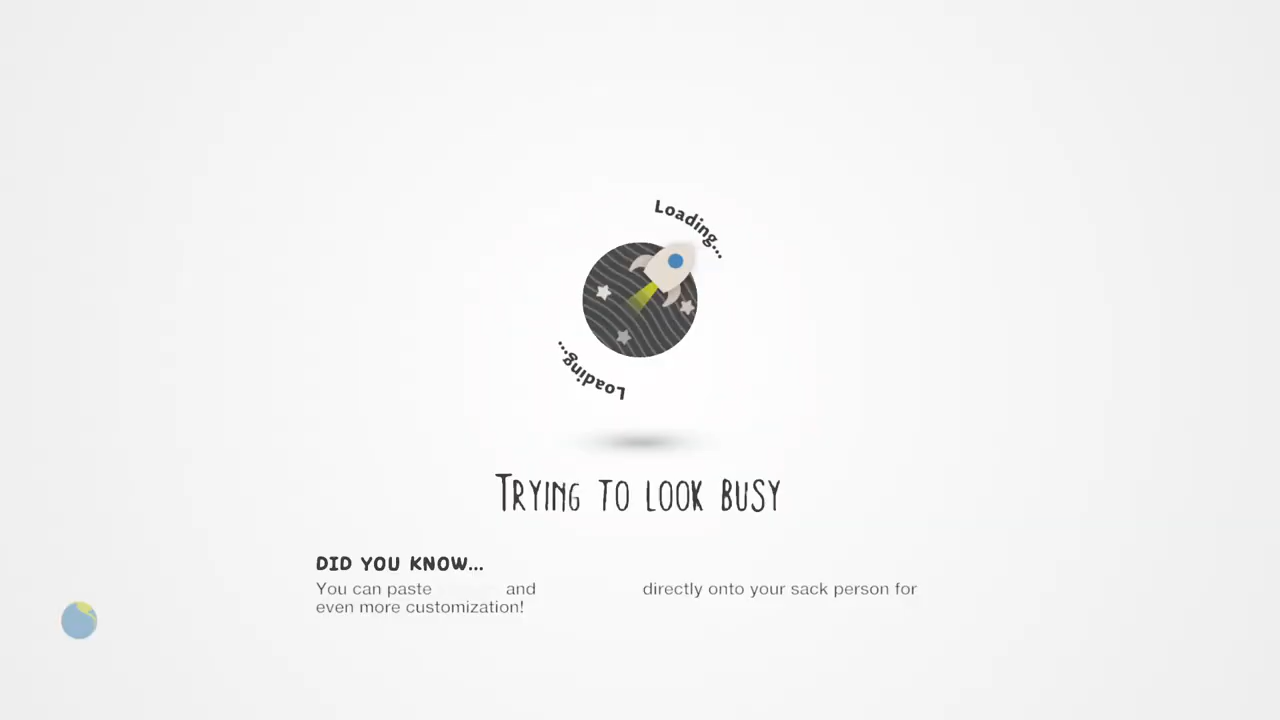 Loading...
Loading...
Trying to look busy
DID YOU KNOW...
You can paste and directly onto your sack person for
even more customization!